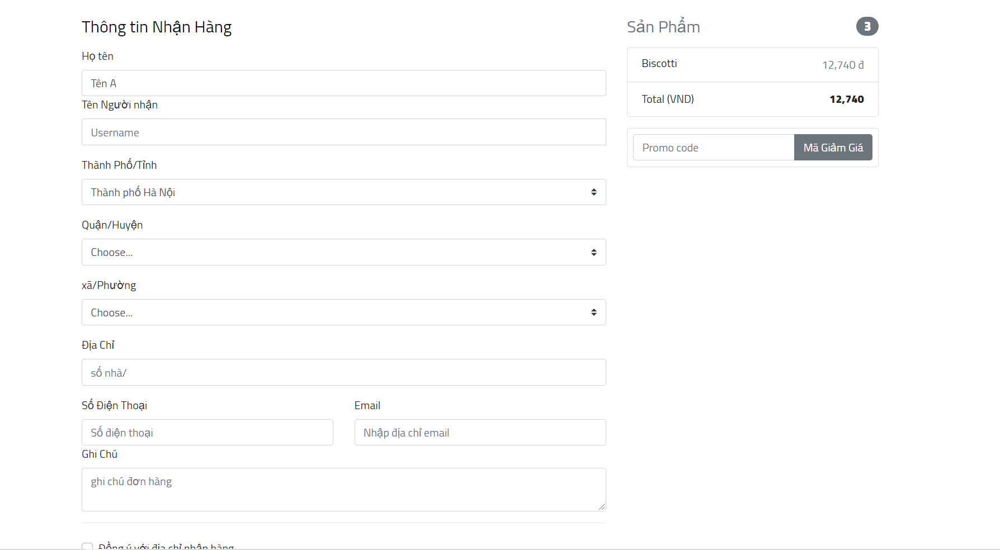 Thông tin Nhận Hàng
Họ tên
Tên A
Tên Người nhận
Username
Thành Phố/Tỉnh
Thành phố Hà Nội
Quận/Huyện
Choose...
xã/Phường
Choose...
Địa Chỉ
số nhà/
Số Điện Thoại
Số điện thoại
Email
Nhập địa chỉ email
Ghi Chú
ghi chú đơn hàng
Đồng ý với địa chỉ nhận hàng
Sản Phẩm 3
Biscotti 12,740 đ
Total (VND) 12,740
Promo code Mã Giảm Giá